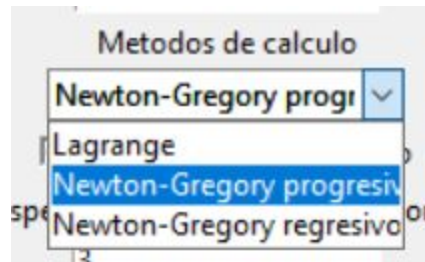 Metodos de calculo
Newton-Gregory progr
Lagrange
Newton-Gregory progresiv
Newton-Gregory regresivo